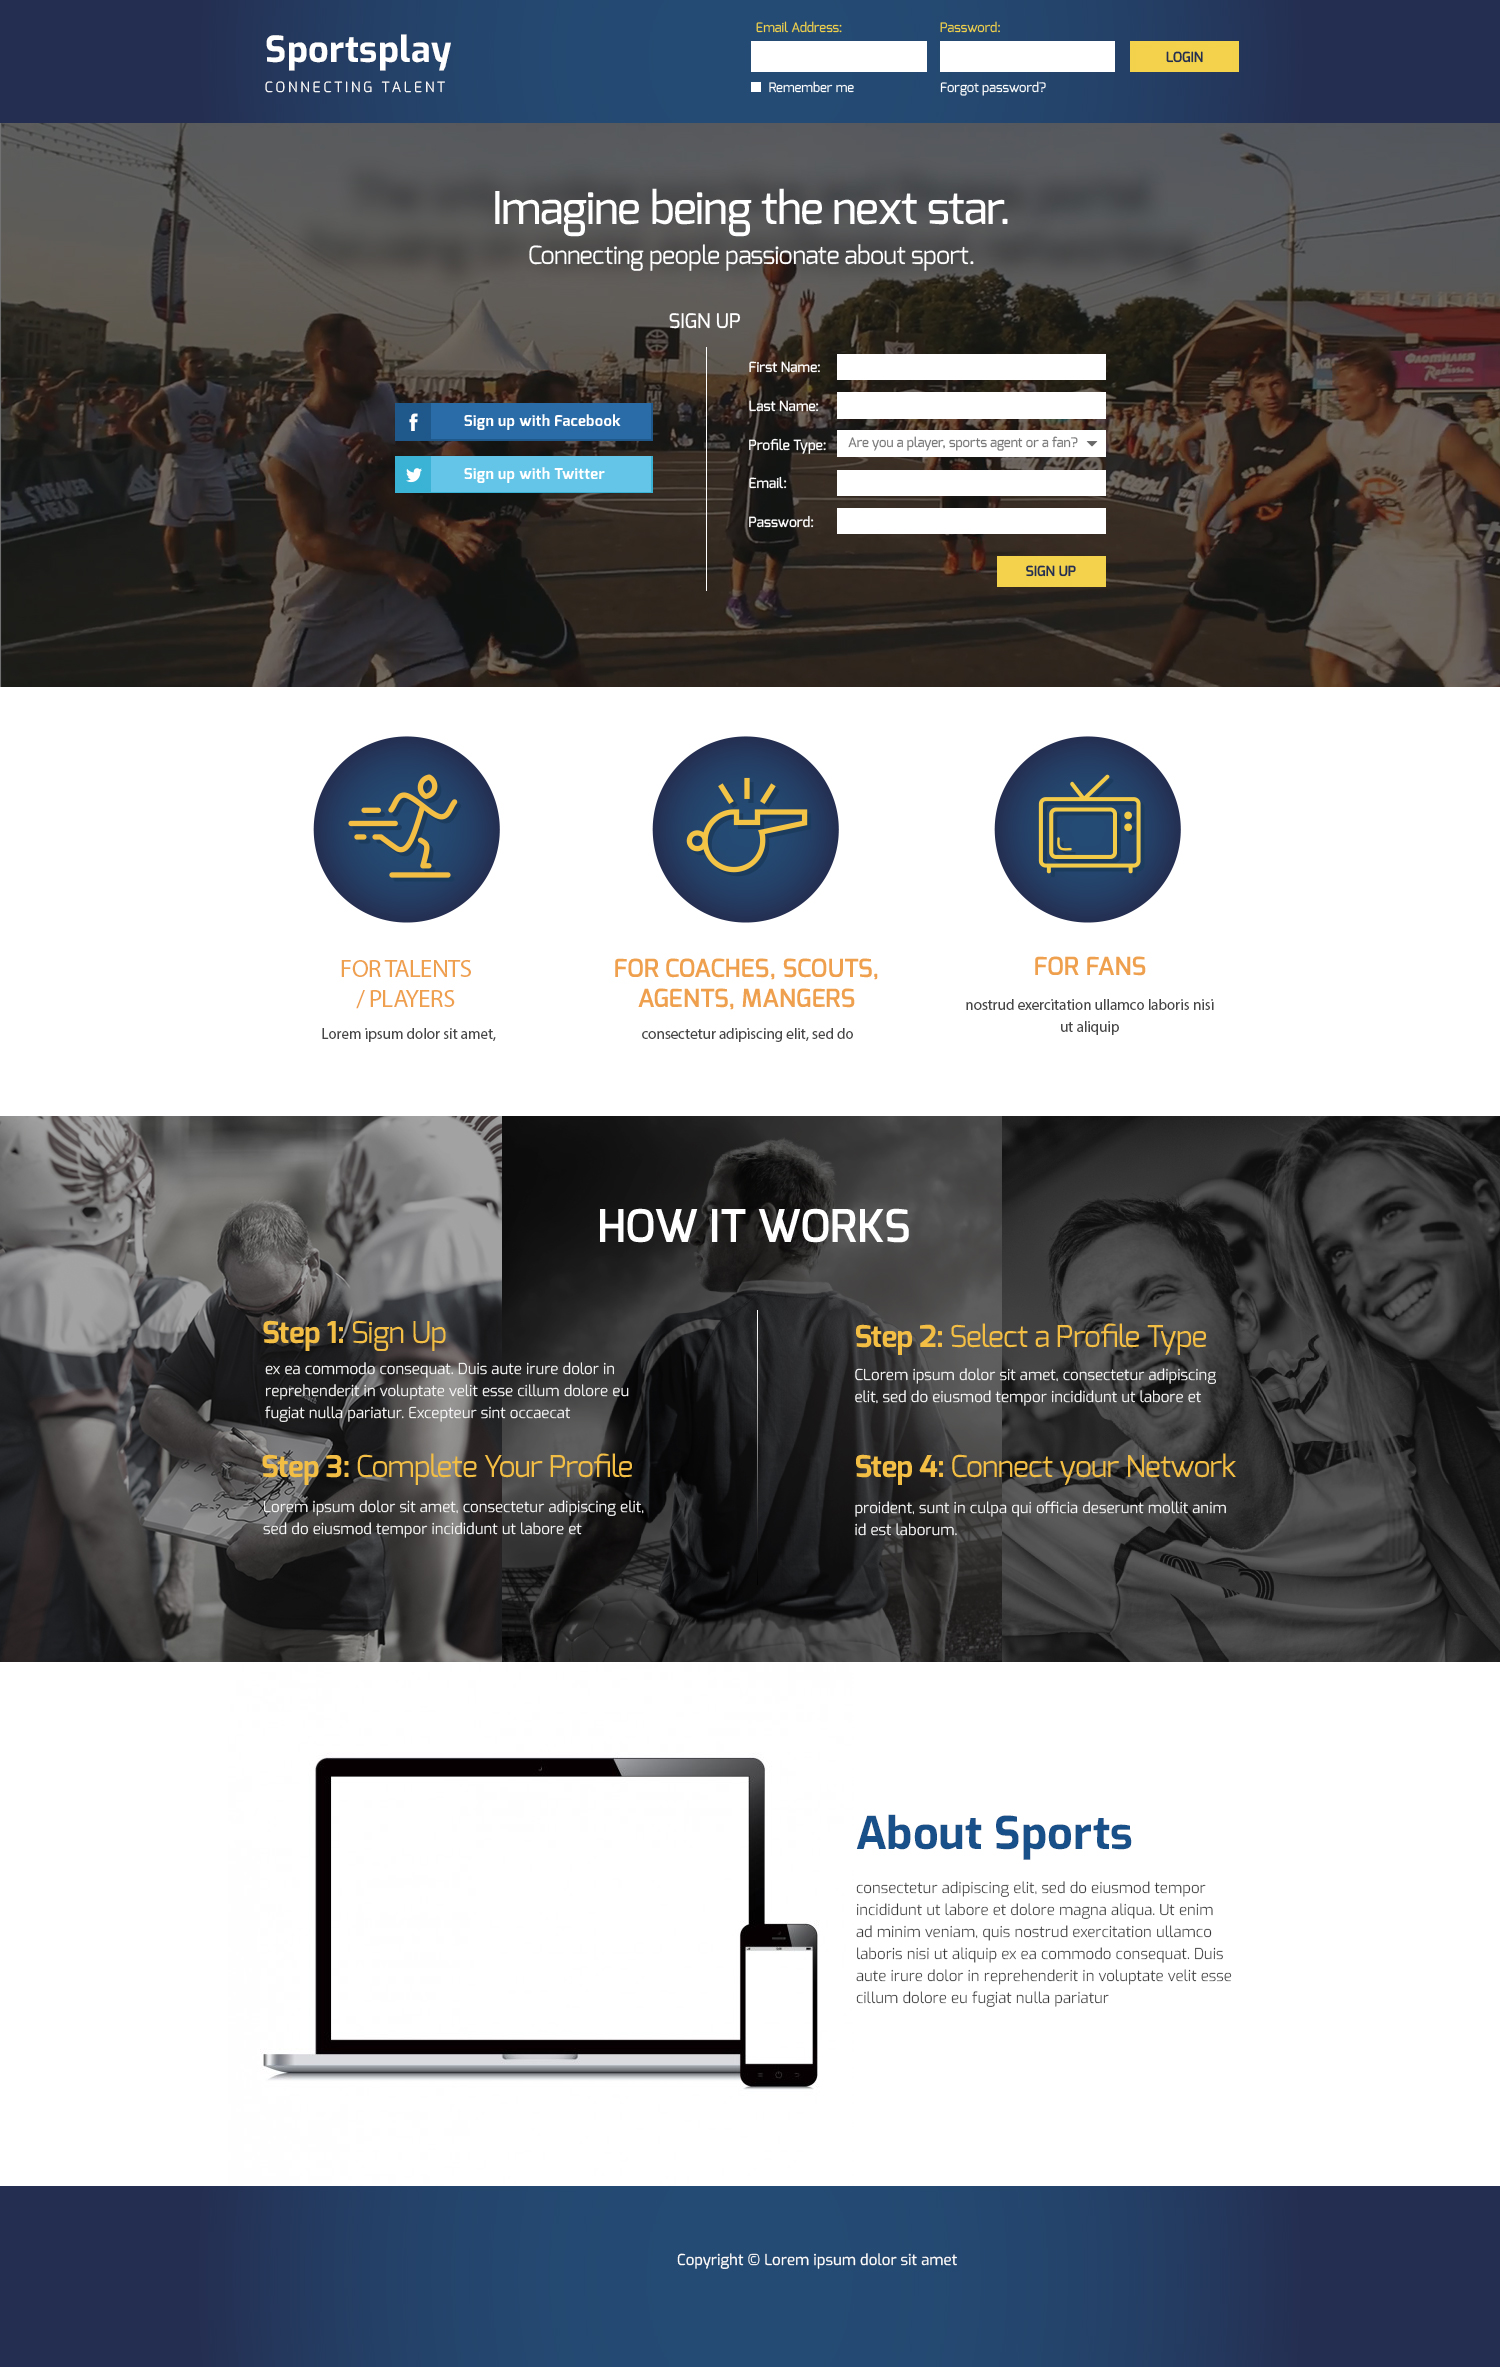 Sportsplay
CONNECTING TALENT
Email Address:
Password:
LOGIN
Remember me
Forgot password?
Imagine being the next star.
Connecting people passionate about sport.
SIGN UP
Sign up with Facebook
Sign up with Twitter
First Name:
Last Name:
Profile Type:
Are you a player, sports agent or a fan?
Email:
Password:
SIGN UP
FOR TALENTS
/ PLAYERS
Lorem ipsum dolor sit amet,
FOR COACHES, SCOUTS,
AGENTS, MANGERS
consectetur adipiscing elit, sed do
FOR FANS
nostrud exercitation ullamco laboris nisi
ut aliquip
HOW IT WORKS
Step 1: Sign Up
ex ea commodo consequat. Duis aute irure dolor in
reprehenderit in voluptate velit esse cillum dolore eu
fugiat nulla pariatur. Excepteur sint occaecat
Step 2: Select a Profile Type
CLorem ipsum dolor sit amet, consectetur adipiscing
elit, sed do eiusmod tempor incididunt ut labore et
Step 3: Complete Your Profile
Lorem ipsum dolor sit amet, consectetur adipiscing elit,
sed do eiusmod tempor incididunt ut labore et
Step 4: Connect your Network
proident, sunt in culpa qui officia deserunt mollit anim
id est laborum.
About Sports
consectetur adipiscing elit, sed do eiusmod tempor
incididunt ut labore et dolore magna aliqua. Ut enim
ad minim veniam, quis nostrud exercitation ullamco
laboris nisi ut aliquip ex ea commodo consequat. Duis
aute irure dolor in reprehenderit in voluptate velit esse
cillum dolore eu fugiat nulla pariatur
Copyright © Lorem ipsum dolor sit amet